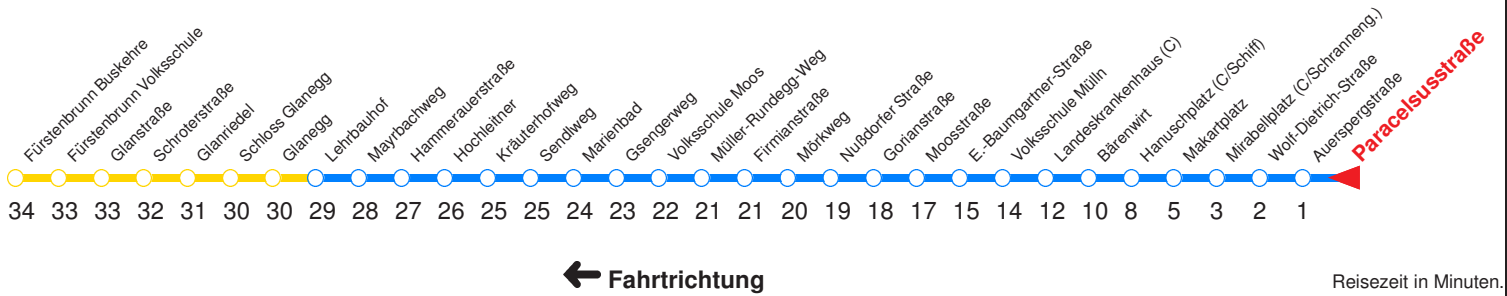 Fürstenbrunn Buskehre
Fürstenbrunn Volksschule
Glanstraße
Schroterstraße
Glanriedel
Schloss Glanegg
Glanegg
Lehrbauhof
Mayrbachweg
Hammerauerstraße
Hochleitner
Kräuterhofweg
Sendlweg
Marienbad
Gsengerweg
Volksschule Moos
Müller-Rundegg-Weg
Firmianstraße
Mörkweg
Nußdorfer Straße
Gorianstraße
Moosstraße
E.-Baumgartner-Straße
Volksschule Mülln
Landeskrankenhaus (C)
Bärenwirt
Hanuschplatz (C/Schiff)
Makartplatz
Mirabellplatz (C/Schranneng.)
Wolf-Dietrich-Straße
Auerspergstraße
Paracelsusstraße
34 33 33 32 31 30 30 29 28 27 26 25 25 24 23 22 21 21 20 19 18 17 15 14 12 10 8 5 3 2 1
Fahrtrichtung
Reisezeit in Minuten.